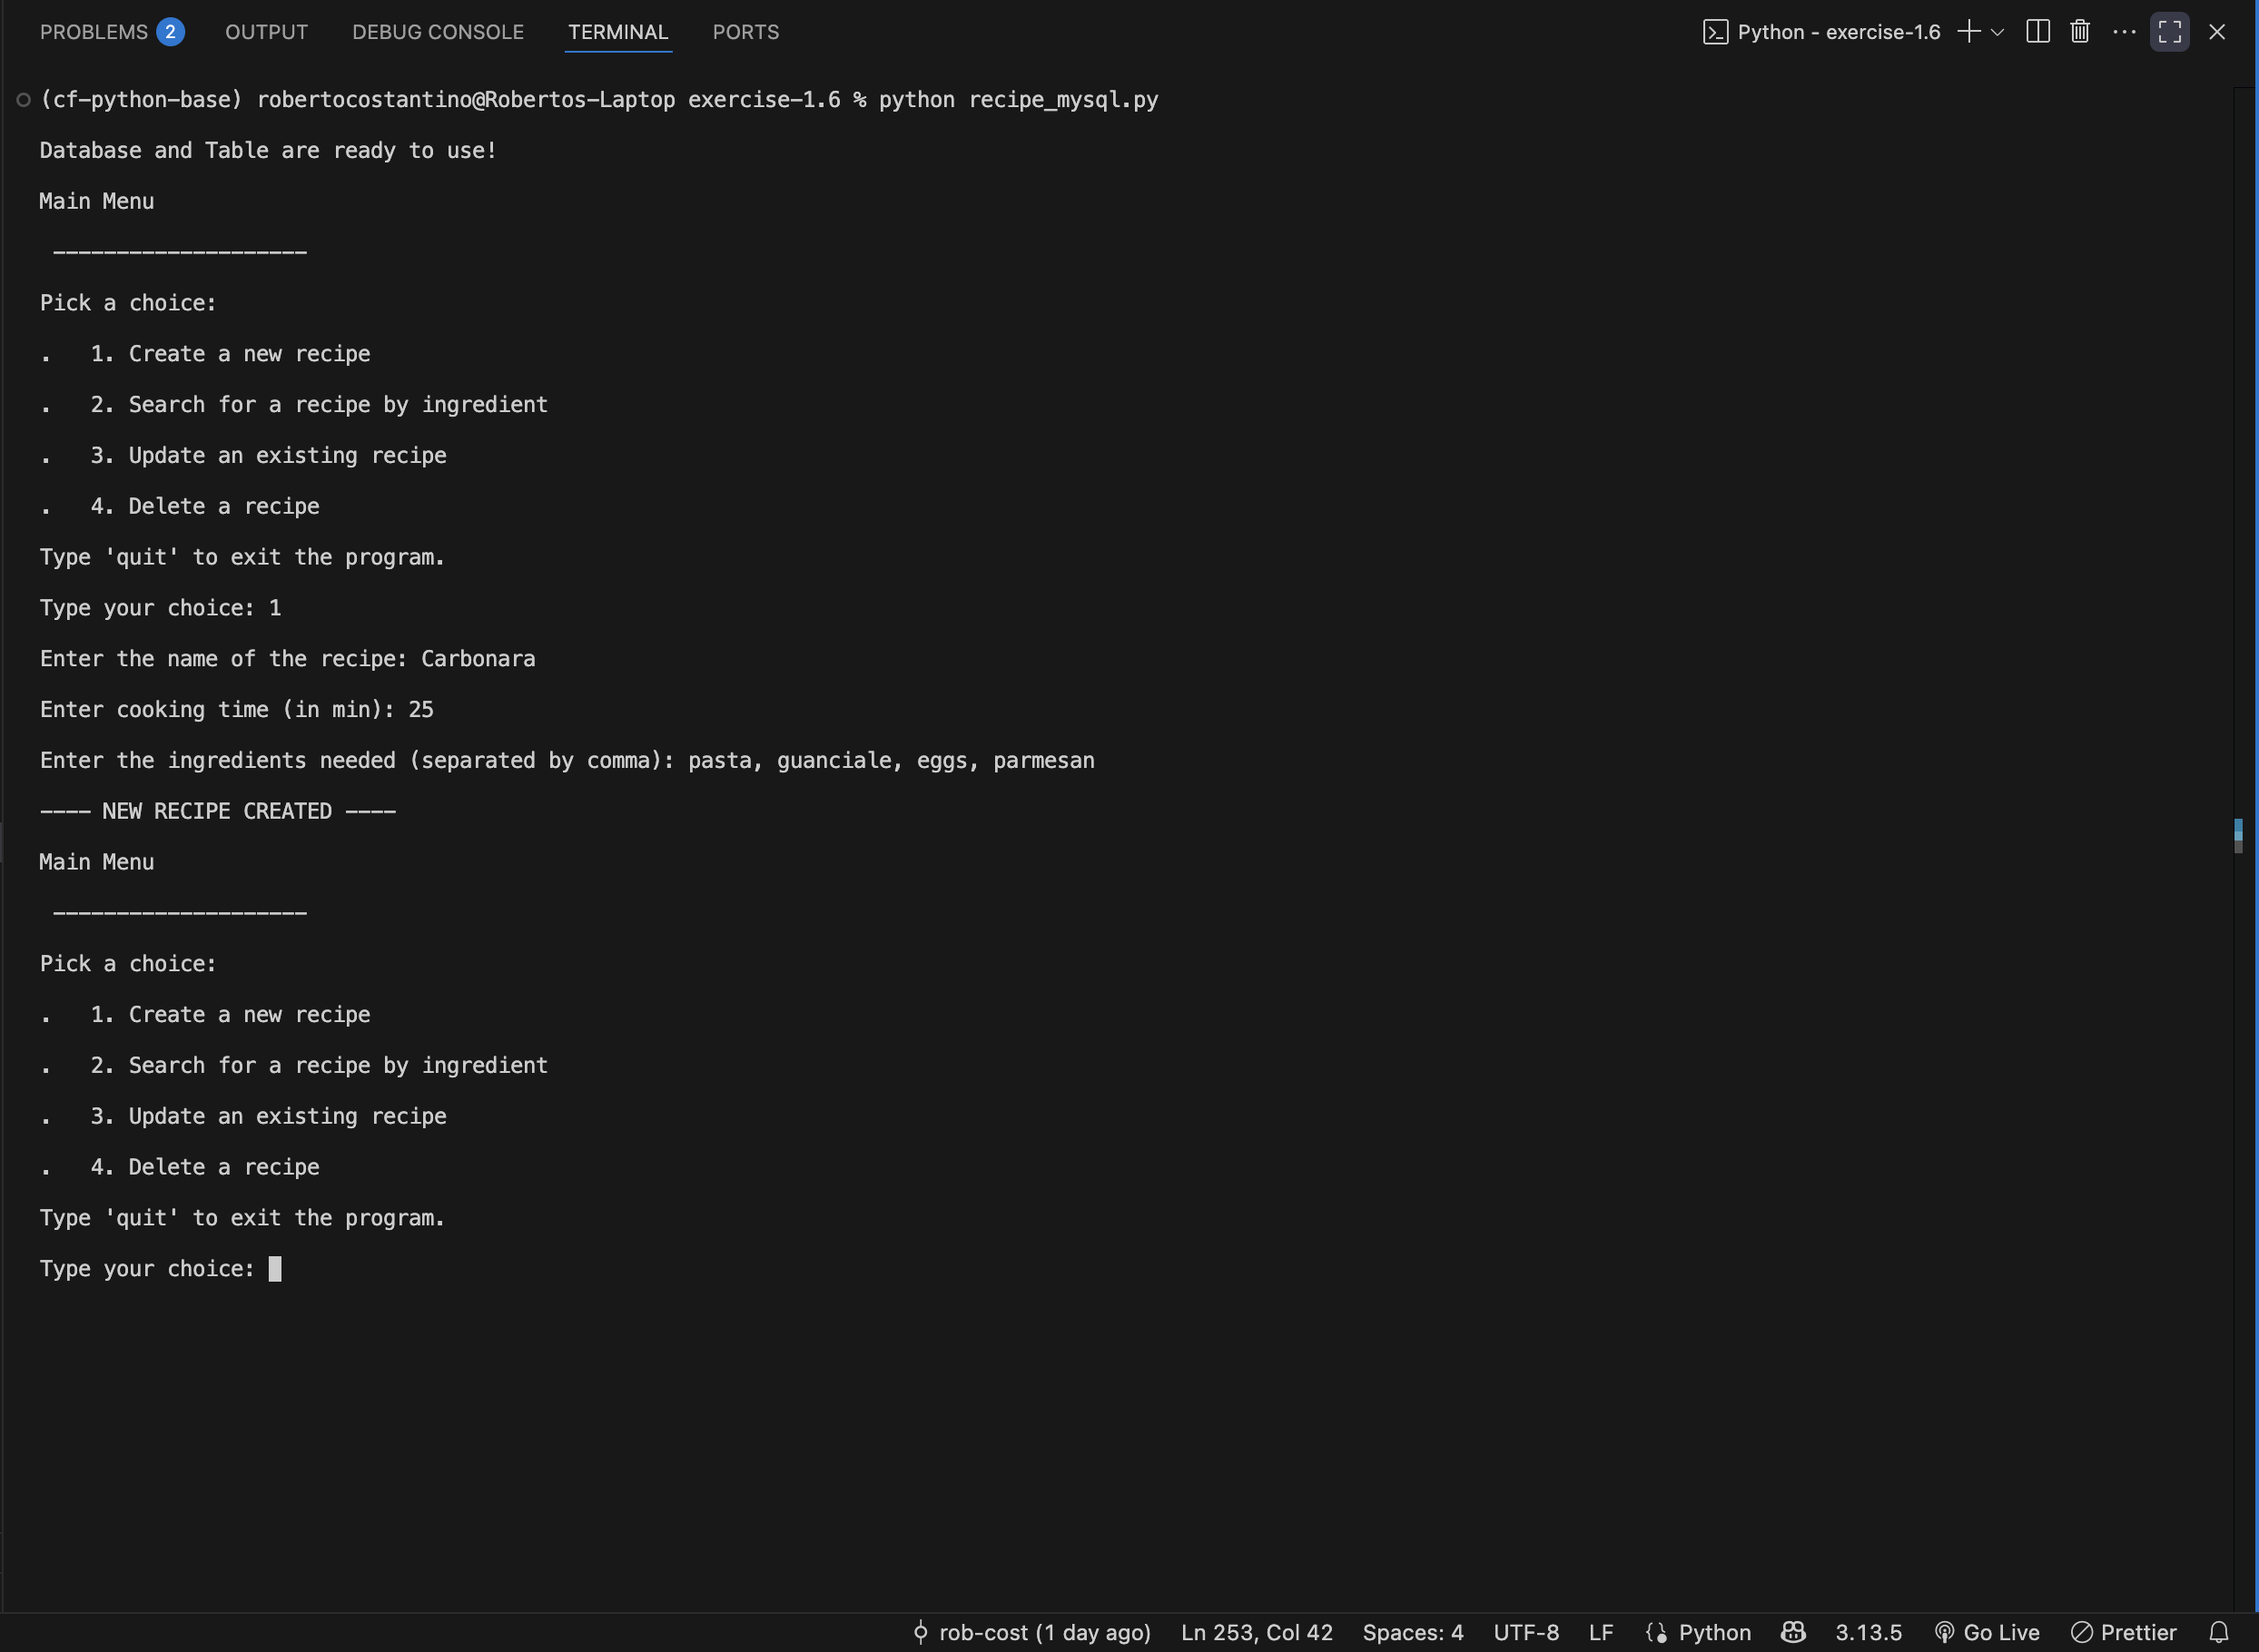 PROBLEMS 2 OUTPUT DEBUG CONSOLE TERMINAL PORTS Python - exercise-1.6
(cf-python-base) robertocostantino@Robertos-Laptop exercise-1.6 % python recipe_mysql.py
Database and Table are ready to use!
Main Menu
--------------------
Pick a choice:
.   1. Create a new recipe
.   2. Search for a recipe by ingredient
.   3. Update an existing recipe
.   4. Delete a recipe
Type 'quit' to exit the program.
Type your choice: 1
Enter the name of the recipe: Carbonara
Enter cooking time (in min): 25
Enter the ingredients needed (separated by comma): pasta, guanciale, eggs, parmesan
---- NEW RECIPE CREATED ----
Main Menu
--------------------
Pick a choice:
.   1. Create a new recipe
.   2. Search for a recipe by ingredient
.   3. Update an existing recipe
.   4. Delete a recipe
Type 'quit' to exit the program.
Type your choice:
rob-cost (1 day ago) Ln 253, Col 42 Spaces: 4 UTF-8 LF Python 3.13.5 Go Live Prettier